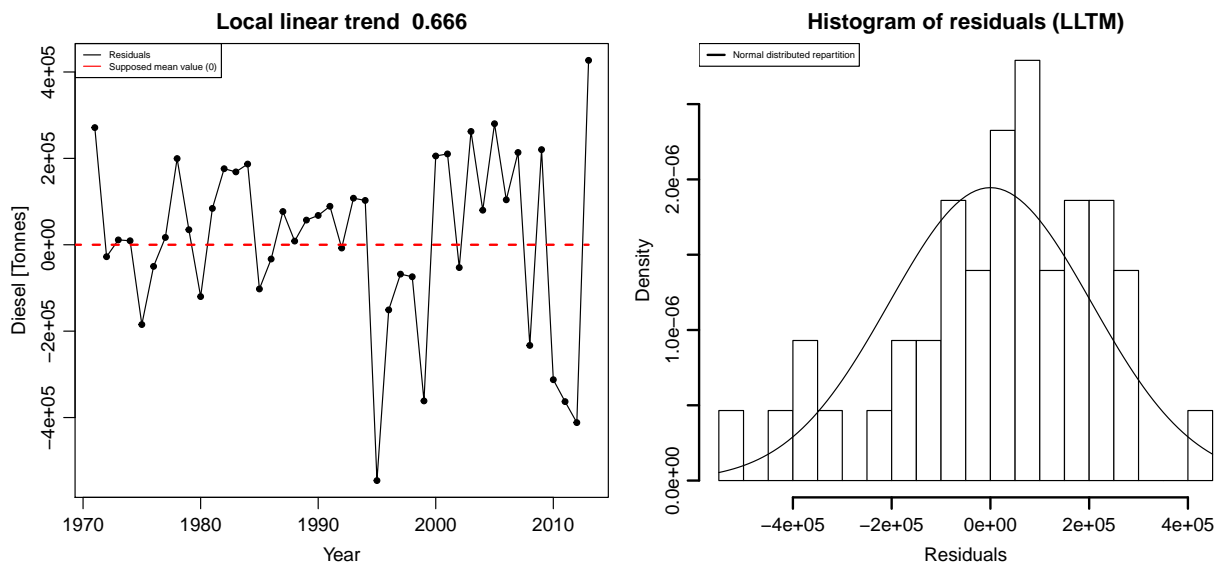 Local linear trend  0.666
Residuals
Supposed mean value (0)
Diesel [Tonnes]
4e+05
2e+05
0e+00
−2e+05
−4e+05
1970 1980 1990 2000 2010
Year
Histogram of residuals (LLTM)
Normal distributed repartition
Density
2.0e−06
1.0e−06
0.0e+00
−4e+05 −2e+05 0e+00 2e+05 4e+05
Residuals